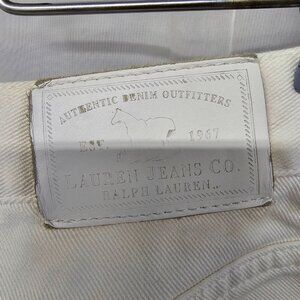 AUTHENTIC DENIM OUTFITTERS
EST. 1967
LAUREN JEANS CO.
RALPH LAUREN